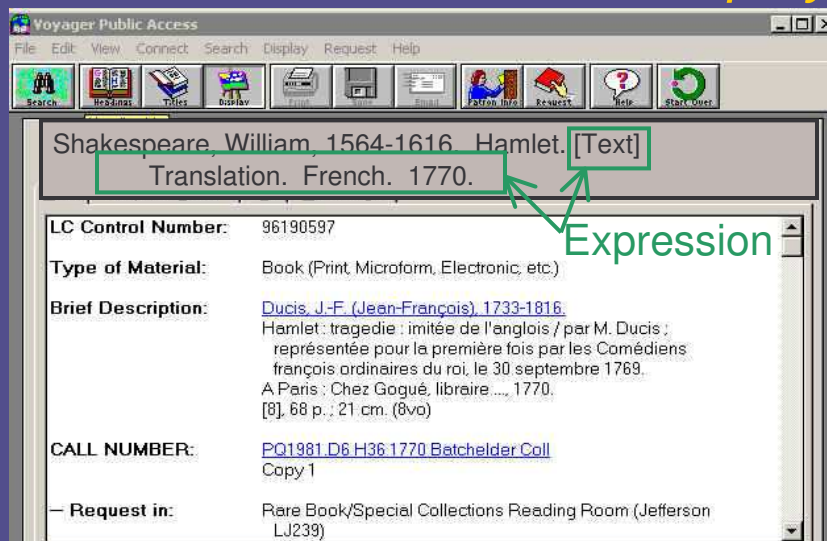 Voyager Public Access
File Edit View Connect Search Display Request Help
Search Headings Titles Display Print Save Email Patron Info Request Help Start Over
Shakespeare, William, 1564-1616. Hamlet. [Text]
Translation. French. 1770.
Expression
LC Control Number: 96190597
Type of Material: Book (Print, Microform, Electronic, etc.)
Brief Description: Ducis, J.-F. (Jean-François), 1733-1816.
Hamlet : tragedie : imitée de l'anglois / par M. Ducis ;
représentée pour la première fois par les Comédiens
françois ordinaires du roi, le 30 septembre 1769.
A Paris : Chez Gogué, libraire ..., 1770.
[8], 68 p. ; 21 cm. (8vo)
CALL NUMBER: PQ1981.D6 H36 1770 Batchelder Coll
Copy 1
– Request in: Rare Book/Special Collections Reading Room (Jefferson
LJ239)